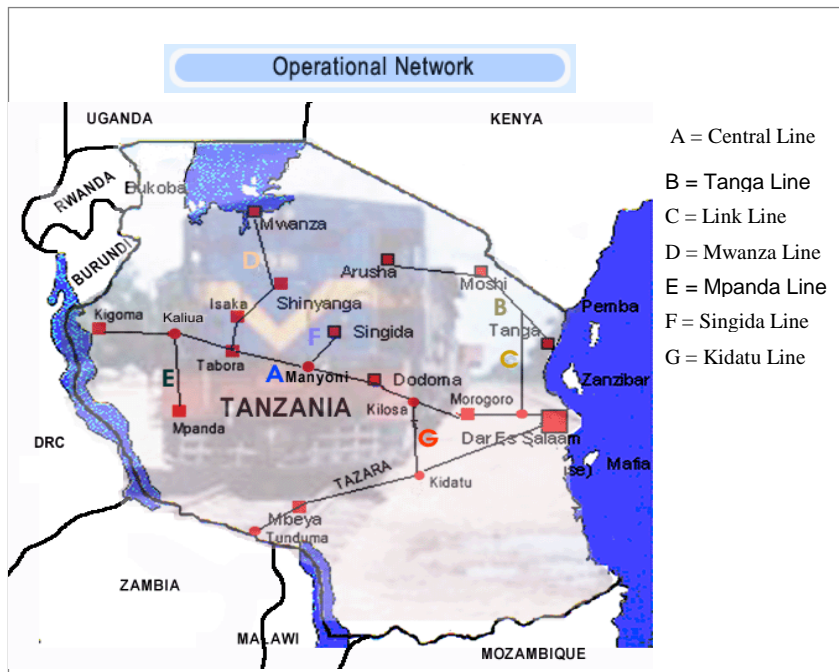 Operational Network
UGANDA
KENYA
A = Central Line
RWANDA
Bukoba
B = Tanga Line
C = Link Line
Mwanza
BURUNDI
D
D = Mwanza Line
Arusha
Moshi
Shinyanga
E = Mpanda Line
Isaka
B
Pemba
Kigoma
Kaliua
F
Singida
Tanga
F = Singida Line
Tabora
C
G = Kidatu Line
E
A
Manyoni
Dodoma
Zanzibar
TANZANIA
Kilosa
Morogoro
Mpanda
G
Dar Es Salaam
DRC
TAZARA
se)
Mafia
Kidatu
Mbeya
Tunduma
ZAMBIA
MALAWI
MOZAMBIQUE